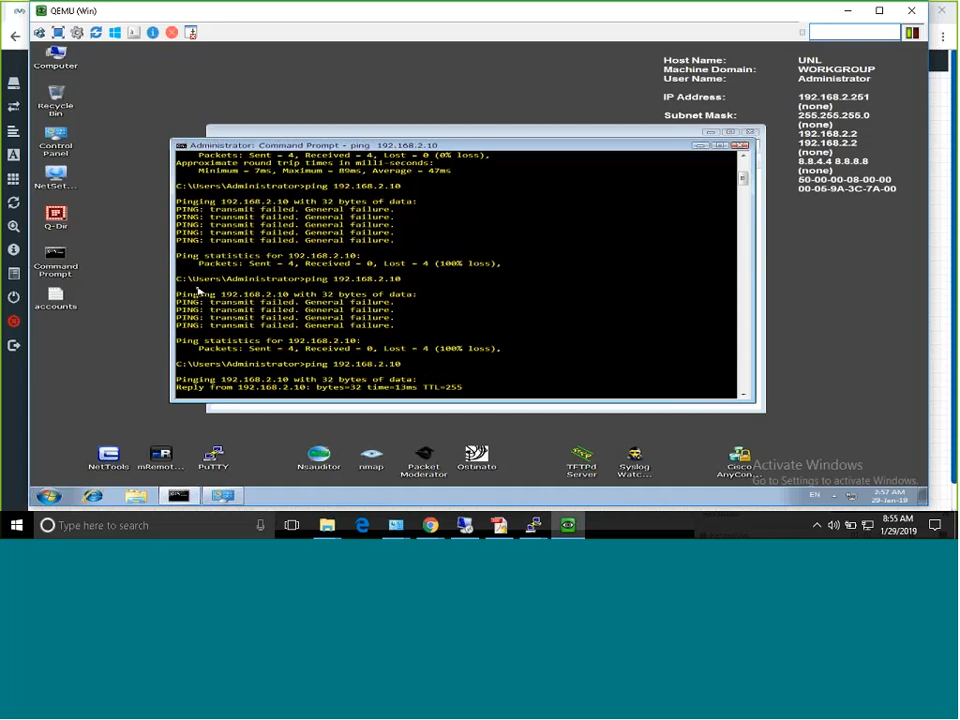 QEMU (Win)
Computer
Recycle
Bin
Control
Panel
NetSet...
Q-Dir
Command
Prompt
accounts
Host Name: UNL
Machine Domain: WORKGROUP
User Name: Administrator
IP Address: 192.168.2.251
(none)
Subnet Mask: 255.255.255.0
(none)
192.168.2.2
192.168.2.2
8.8.4.4 8.8.8.8
(none)
50-00-00-08-00-00
00-05-9A-3C-7A-00
Administrator: Command Prompt - ping 192.168.2.10
Packets: Sent = 4, Received = 4, Lost = 0 (0% loss),
Approximate round trip times in milli-seconds:
Minimum = 7ms, Maximum = 89ms, Average = 47ms
C:\Users\Administrator>ping 192.168.2.10
Pinging 192.168.2.10 with 32 bytes of data:
PING: transmit failed. General failure.
PING: transmit failed. General failure.
PING: transmit failed. General failure.
PING: transmit failed. General failure.
PING: transmit failed. General failure.
Ping statistics for 192.168.2.10:
Packets: Sent = 4, Received = 0, Lost = 4 (100% loss),
C:\Users\Administrator>ping 192.168.2.10
Pinging 192.168.2.10 with 32 bytes of data:
PING: transmit failed. General failure.
PING: transmit failed. General failure.
PING: transmit failed. General failure.
PING: transmit failed. General failure.
Ping statistics for 192.168.2.10:
Packets: Sent = 4, Received = 0, Lost = 4 (100% loss),
C:\Users\Administrator>ping 192.168.2.10
Pinging 192.168.2.10 with 32 bytes of data:
Reply from 192.168.2.10: bytes=32 time=13ms TTL=255
NetTools
mRemot...
PuTTY
Nsauditor
nmap
Packet
Moderator
Ostinato
TFTPd
Server
Syslog
Watc...
Cisco
AnyCon...
Activate Windows
Go to Settings to activate Windows.
EN
2:57 AM
29-Jan-19
Type here to search
8:55 AM
1/29/2019